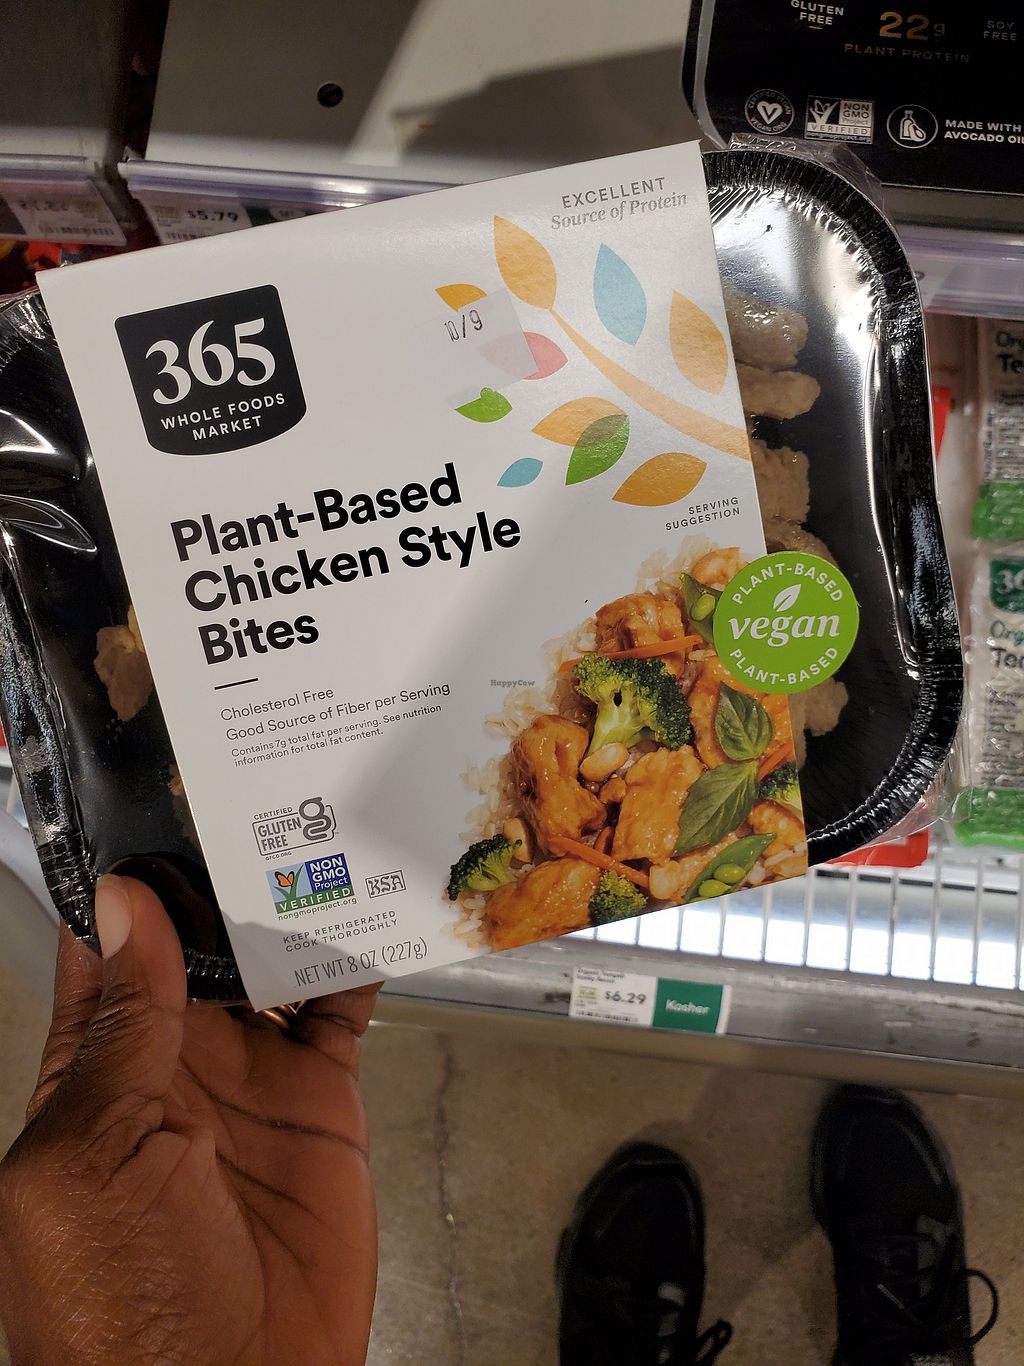 GLUTEN
FREE
22g
PLANT PROTEIN
SOY
FREE
NON
GMO
Project
VERIFIED
MADE WITH
AVOCADO OIL
$5.79
EXCELLENT
Source of Protein
10/9
365
WHOLE FOODS
MARKET
Plant-Based
Chicken Style
Bites
SERVING
SUGGESTION
PLANT-BASED
vegan
PLANT-BASED
HappyCow
Cholesterol Free
Good Source of Fiber per Serving
Contains 7g total fat per serving. See nutrition
information for total fat content.
CERTIFIED
GLUTEN
FREE
GFCO.ORG
NON
GMO
Project
VERIFIED
nongmoproject.org
KSA
KEEP REFRIGERATED
COOK THOROUGHLY
NET WT 8 OZ (227g)
$6.29
Kosher